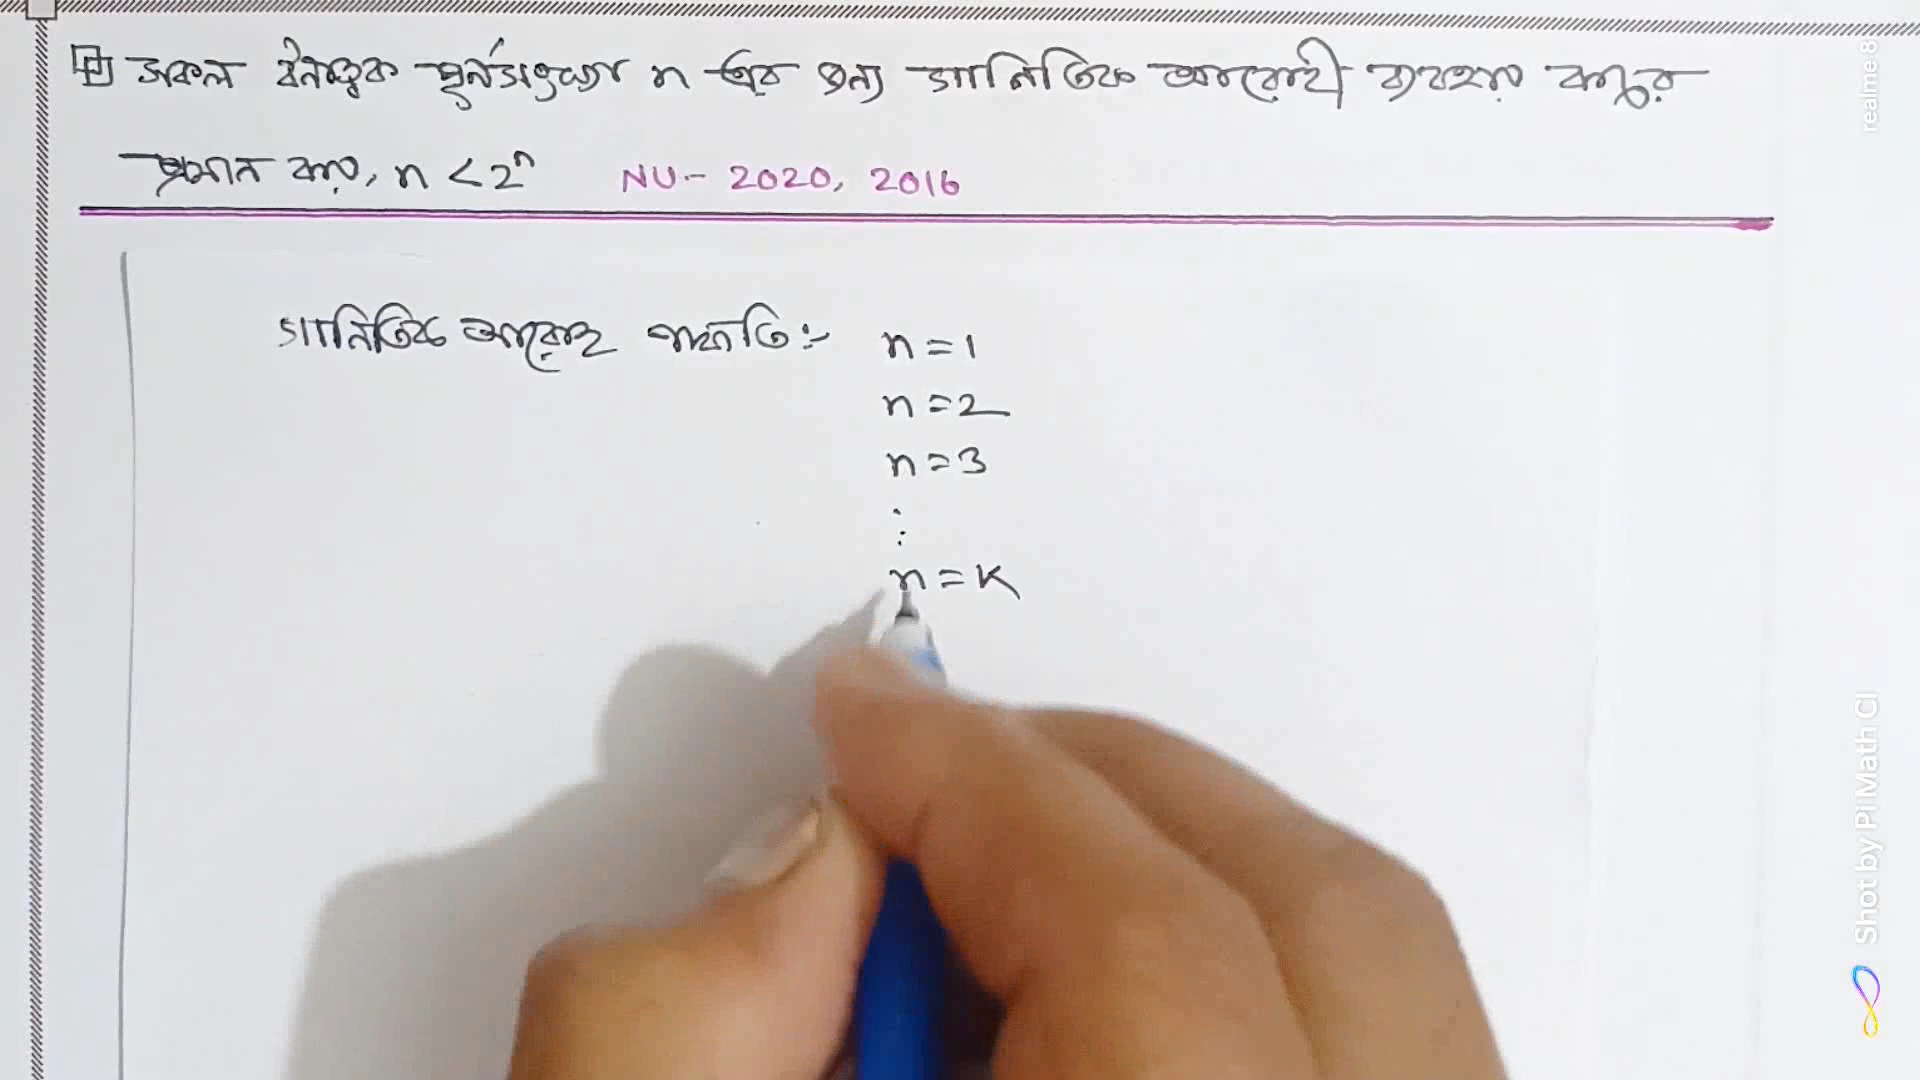 সকল ধনাত্মক পূর্নসংখ্যা n এর জন্য গানিতিক আরোহী ব্যবহার করে
প্রমান কর, n < 2ⁿ NU:- 2020, 2016
গানিতিক আরোহ পদ্ধতি :- n = 1
n = 2
n = 3
⋮
n = K
realme 8
Shot by PI Math Cl